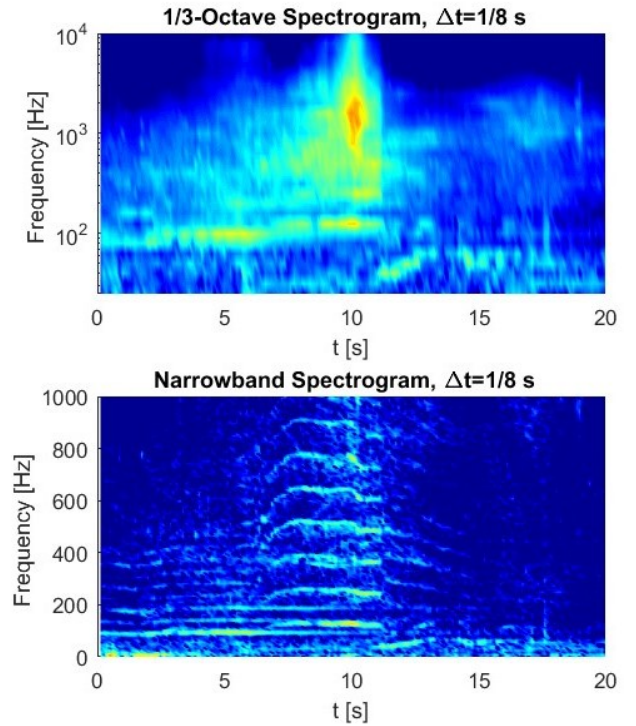 1/3-Octave Spectrogram, Δt=1/8 s
Frequency [Hz]
10^4
10^3
10^2
0 5 10 15 20
t [s]
Narrowband Spectrogram, Δt=1/8 s
Frequency [Hz]
1000
800
600
400
200
0
0 5 10 15 20
t [s]